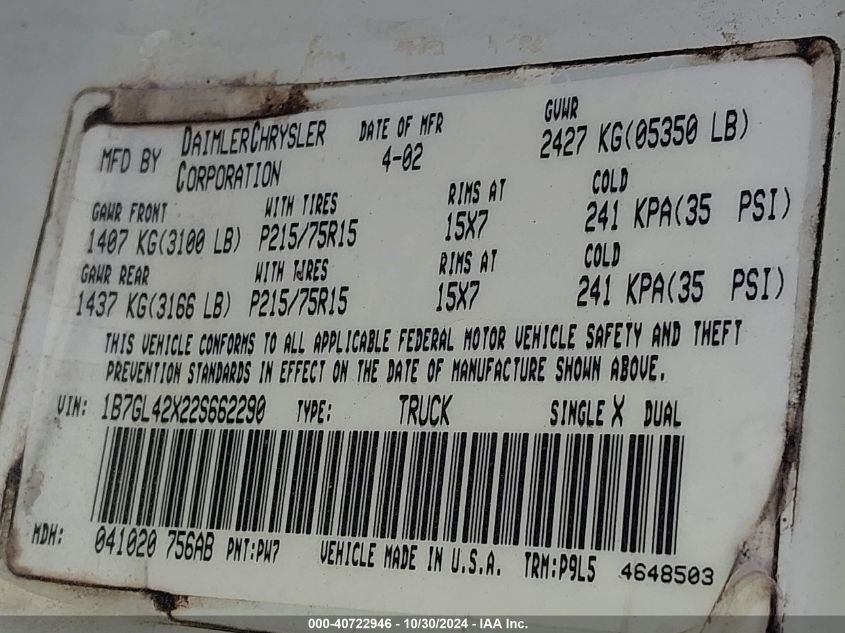 MFD BY DAIMLERCHRYSLER CORPORATION DATE OF MFR 4-02 GVWR 2427 KG(05350 LB)
GAWR FRONT WITH TIRES RIMS AT COLD
1407 KG(3100 LB) P215/75R15 15X7 241 KPA(35 PSI)
GAWR REAR WITH TIRES RIMS AT COLD
1437 KG(3166 LB) P215/75R15 15X7 241 KPA(35 PSI)
THIS VEHICLE CONFORMS TO ALL APPLICABLE FEDERAL MOTOR VEHICLE SAFETY AND THEFT
PREVENTION STANDARDS IN EFFECT ON THE DATE OF MANUFACTURE SHOWN ABOVE.
VIN: 1B7GL42X22S662290 TYPE: TRUCK SINGLE X DUAL
MDH: 041020 756AB PNT:PW7 VEHICLE MADE IN U.S.A. TRM:P9L5 4648503
000-40722946 - 10/30/2024 - IAA Inc.